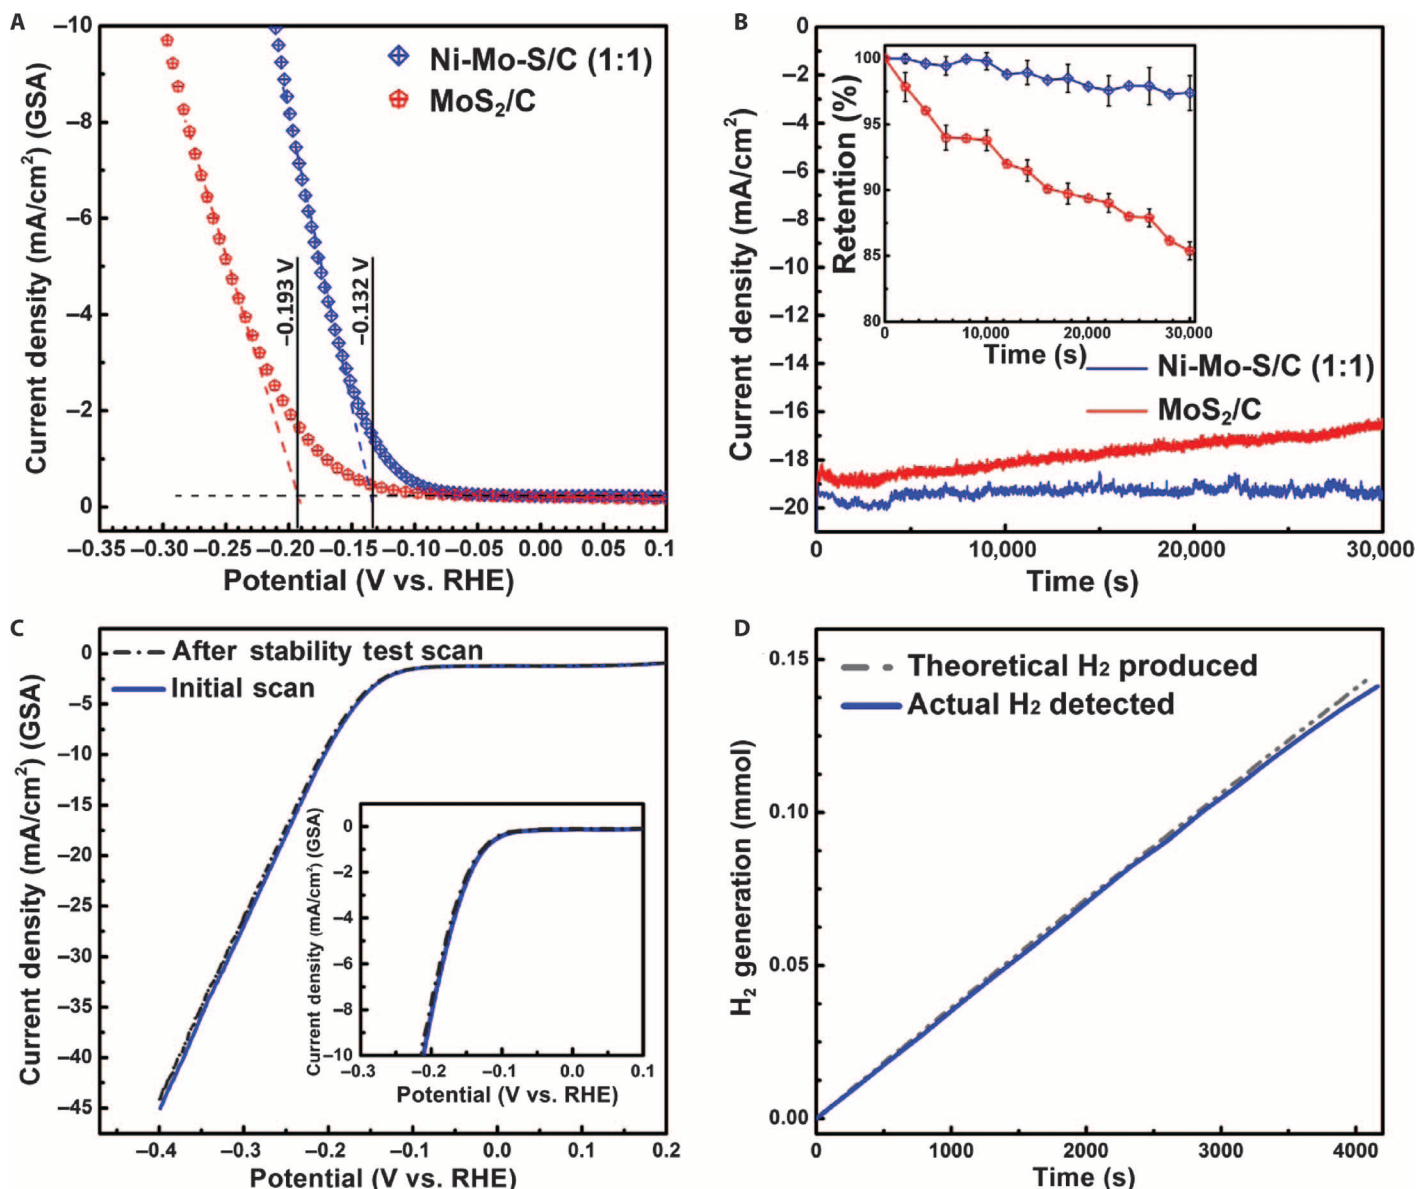 A
Current density (mA/cm²) (GSA)
–10
–8
–6
–4
–2
0
Ni-Mo-S/C (1:1)
MoS₂/C
–0.193 V
–0.132 V
–0.35 –0.30 –0.25 –0.20 –0.15 –0.10 –0.05 0.00 0.05 0.1
Potential (V vs. RHE)
B
Current density (mA/cm²)
0
–2
–4
–6
–8
–10
–12
–14
–16
–18
–20
Retention (%)
100
95
90
85
80
0 10,000 20,000 30,000
Time (s)
Ni-Mo-S/C (1:1)
MoS₂/C
0 10,000 20,000 30,000
Time (s)
C
Current density (mA/cm²) (GSA)
0
–5
–10
–15
–20
–25
–30
–35
–40
–45
After stability test scan
Initial scan
Current density (mA/cm²) (GSA)
0
–2
–4
–6
–8
–10
–0.3 –0.2 –0.1 0.0 0.1
Potential (V vs. RHE)
–0.4 –0.3 –0.2 –0.1 0.0 0.1 0.2
Potential (V vs. RHE)
D
H₂ generation (mmol)
0.15
0.10
0.05
0.00
Theoretical H₂ produced
Actual H₂ detected
0 1000 2000 3000 4000
Time (s)